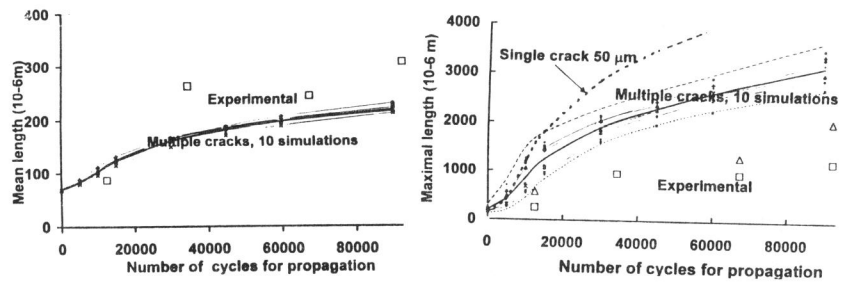 400
300
200
100
0
Mean length (10-6m)
Experimental
Multiple cracks, 10 simulations
0 20000 40000 60000 80000
Number of cycles for propagation
4000
3000
2000
1000
0
Maximal length (10-6 m)
Single crack 50 µm
Multiple cracks, 10 simulations
Experimental
0 20000 40000 60000 80000
Number of cycles for propagation